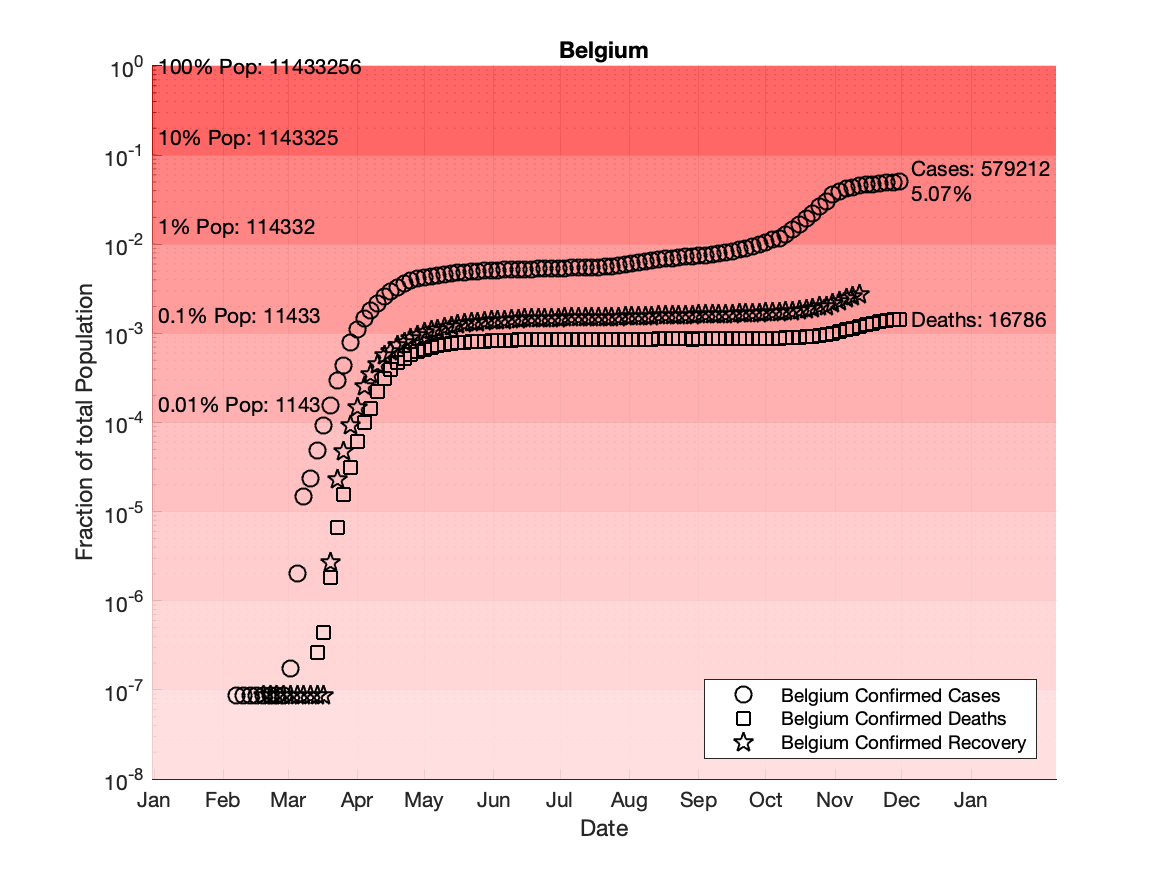 Belgium
10^0
100% Pop: 11433256
10% Pop: 1143325
10^-1
Cases: 579212
5.07%
1% Pop: 114332
10^-2
0.1% Pop: 11433
Deaths: 16786
10^-3
0.01% Pop: 1143
10^-4
10^-5
10^-6
10^-7
10^-8
Fraction of total Population
Belgium Confirmed Cases
Belgium Confirmed Deaths
Belgium Confirmed Recovery
Jan Feb Mar Apr May Jun Jul Aug Sep Oct Nov Dec Jan
Date